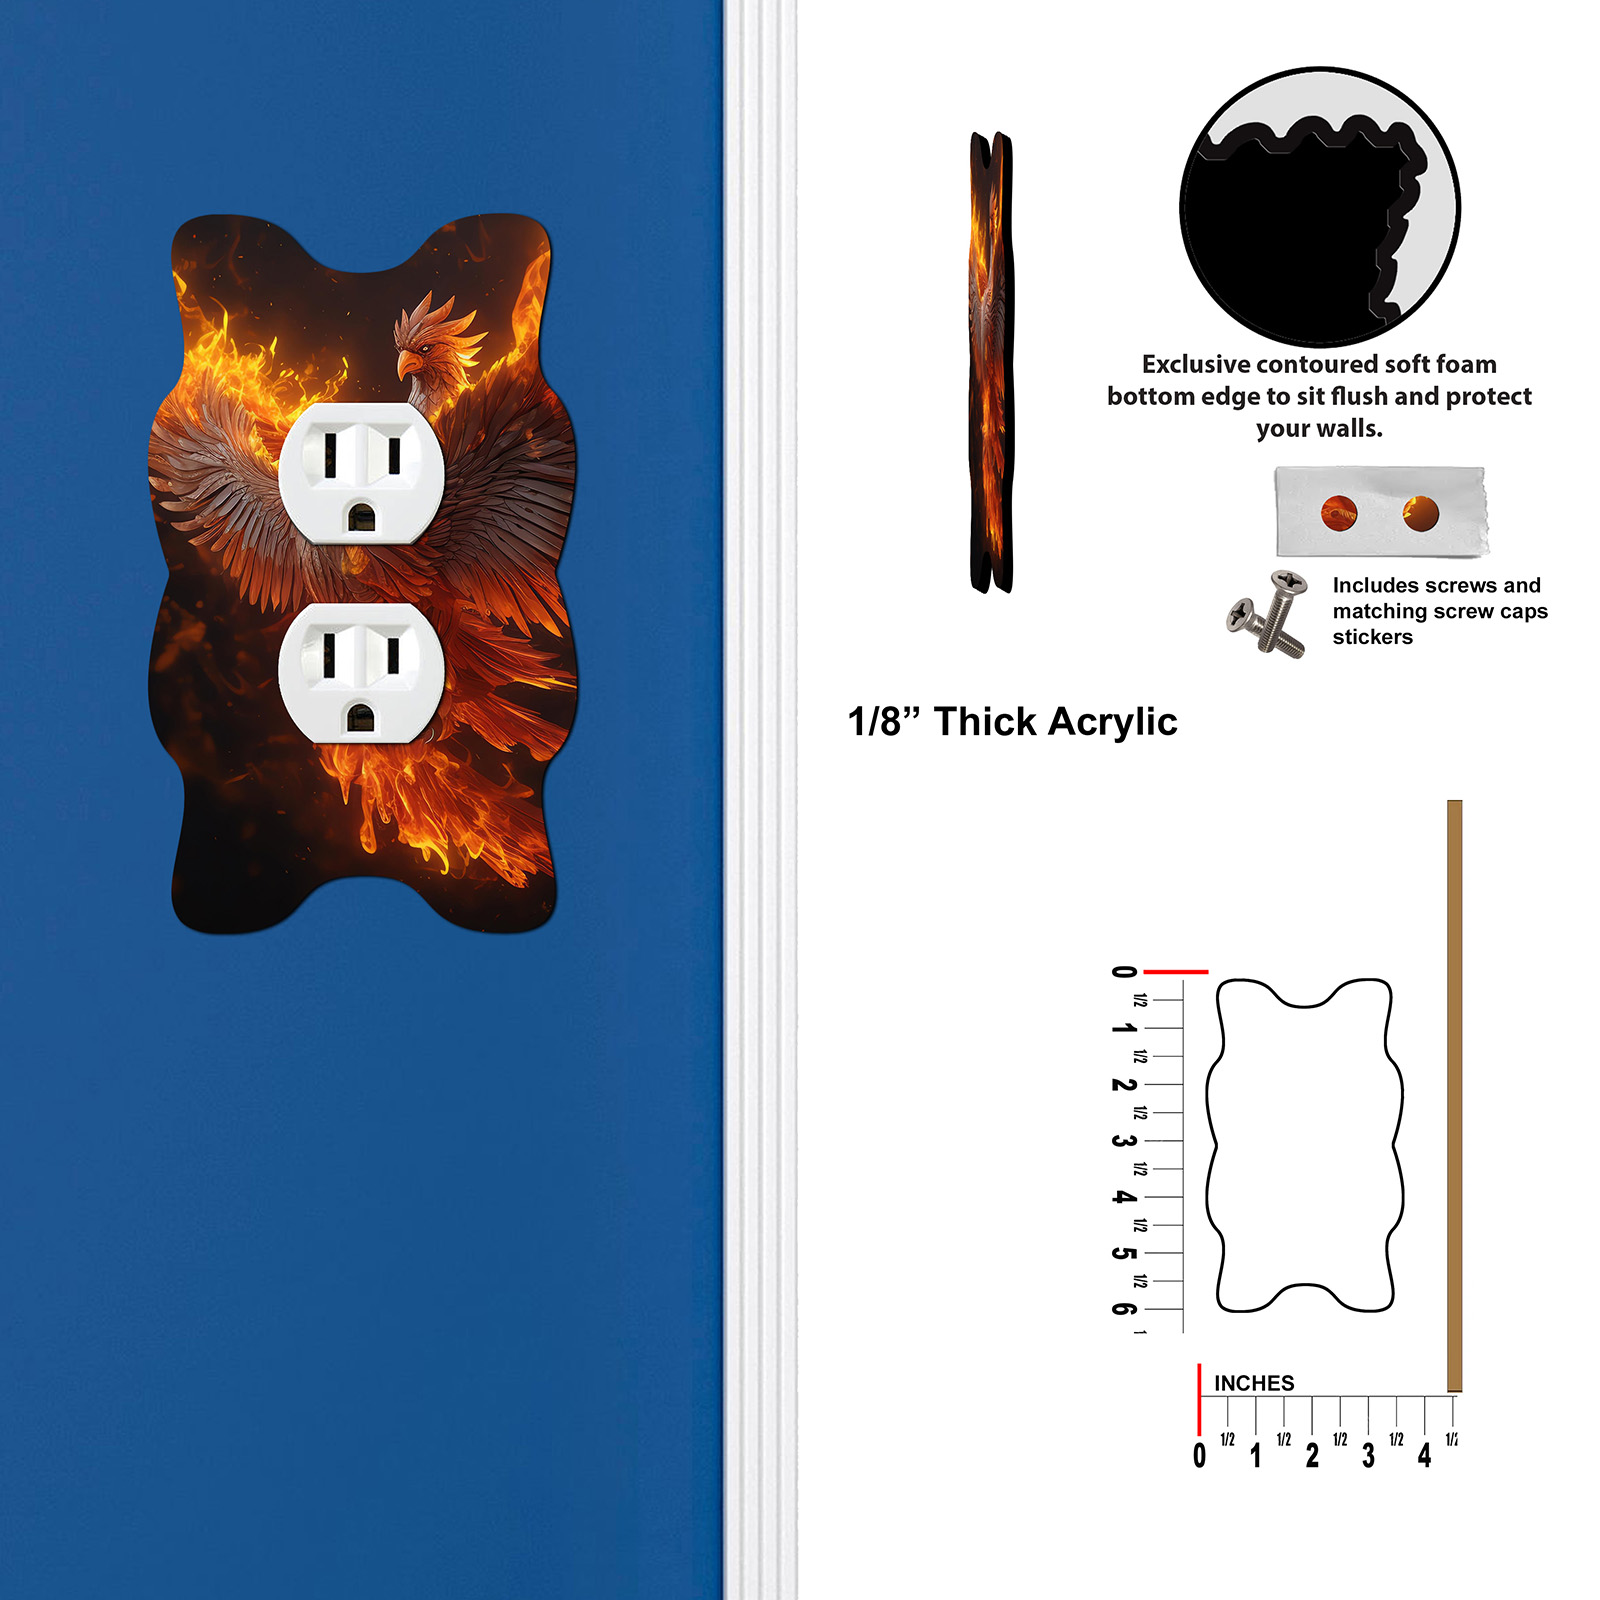 Exclusive contoured soft foam
bottom edge to sit flush and protect
your walls.
Includes screws and
matching screw caps
stickers
1/8” Thick Acrylic
0
1/2
1
1/2
2
1/2
3
1/2
4
1/2
5
1/2
6
1
INCHES
0 1/2 1 1/2 2 1/2 3 1/2 4 1/2